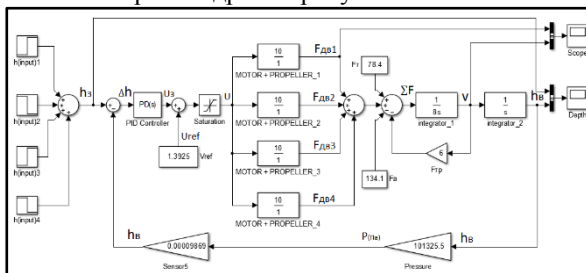 h(input)1
h(input)2
h(input)3
h(input)4
hз
Δh
PD(s)
PID Controller
Uз
Uref
1.3925
Vref
Saturation
U
10
1
MOTOR + PROPELLER_1
Fдв1
10
1
MOTOR + PROPELLER_2
Fдв2
10
1
MOTOR + PROPELLER_3
Fдв3
10
1
MOTOR + PROPELLER_4
Fдв4
78.4
134.1
Fa
ΣF
1
8s
integrator_1
V
1
s
integrator_2
hв
6
Fтр
Scope
Depth
hв
0.00009869
Sensor5
P(Па)
101325.5
Pressure
hв